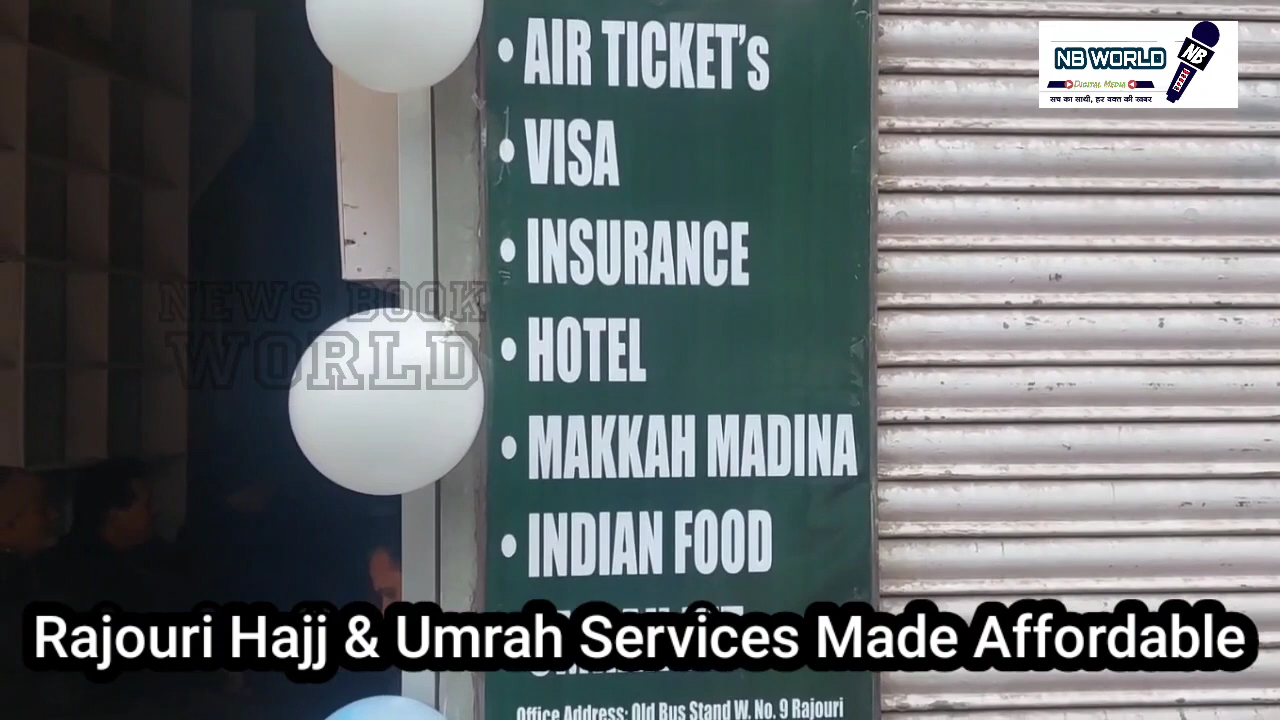 • AIR TICKET's
• VISA
• INSURANCE
• HOTEL
• MAKKAH MADINA
• INDIAN FOOD
Office Address: Old Bus Stand W. No. 9 Rajouri
NB WORLD
NB
DIGITAL MEDIA
सच का साथी, हर वक्त की खबर
NEWS BOOK
WORLD
Rajouri Hajj & Umrah Services Made Affordable